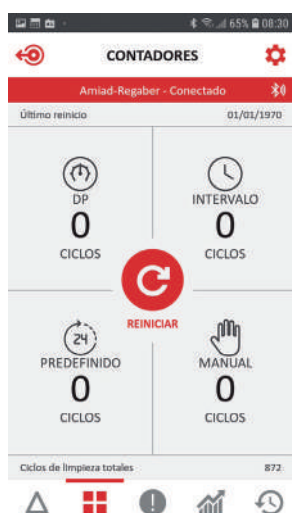 65% 08:30
CONTADORES
Amiad-Regaber - Conectado
Último reinicio 01/01/1970
DP
0
CICLOS
INTERVALO
0
CICLOS
REINICIAR
24
PREDEFINIDO
0
CICLOS
MANUAL
0
CICLOS
Ciclos de limpieza totales 872